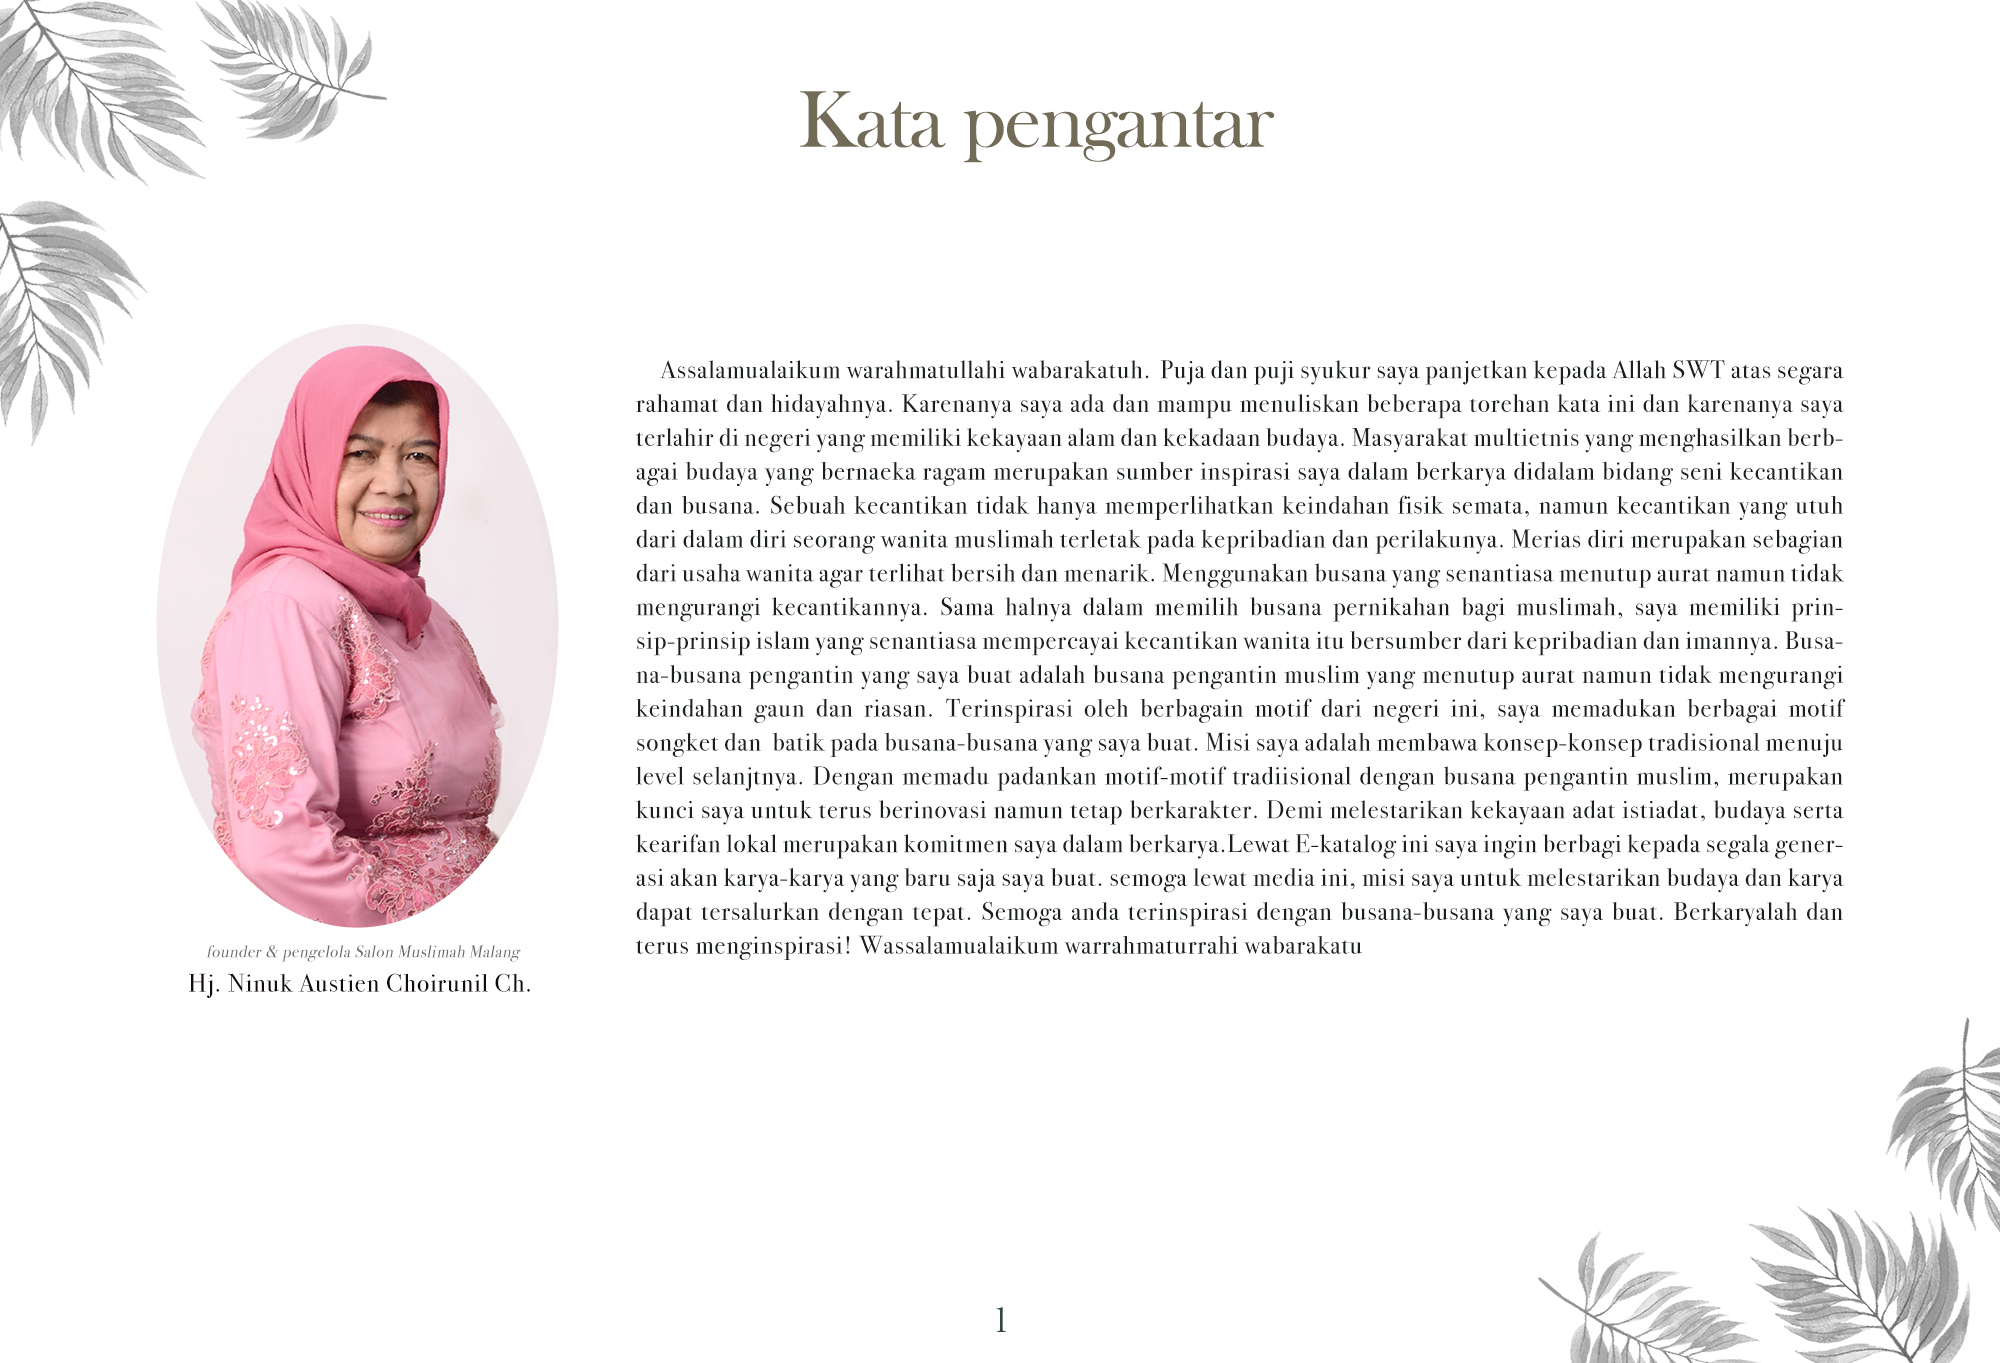 Kata pengantar
Assalamualaikum warahmatullahi wabarakatuh. Puja dan puji syukur saya panjetkan kepada Allah SWT atas segara
rahamat dan hidayahnya. Karenanya saya ada dan mampu menuliskan beberapa torehan kata ini dan karenanya saya
terlahir di negeri yang memiliki kekayaan alam dan kekadaan budaya. Masyarakat multietnis yang menghasilkan berb-
agai budaya yang bernaeka ragam merupakan sumber inspirasi saya dalam berkarya didalam bidang seni kecantikan
dan busana. Sebuah kecantikan tidak hanya memperlihatkan keindahan fisik semata, namun kecantikan yang utuh
dari dalam diri seorang wanita muslimah terletak pada kepribadian dan perilakunya. Merias diri merupakan sebagian
dari usaha wanita agar terlihat bersih dan menarik. Menggunakan busana yang senantiasa menutup aurat namun tidak
mengurangi kecantikannya. Sama halnya dalam memilih busana pernikahan bagi muslimah, saya memiliki prin-
sip-prinsip islam yang senantiasa mempercayai kecantikan wanita itu bersumber dari kepribadian dan imannya. Busa-
na-busana pengantin yang saya buat adalah busana pengantin muslim yang menutup aurat namun tidak mengurangi
keindahan gaun dan riasan. Terinspirasi oleh berbagain motif dari negeri ini, saya memadukan berbagai motif
songket dan batik pada busana-busana yang saya buat. Misi saya adalah membawa konsep-konsep tradisional menuju
level selanjtnya. Dengan memadu padankan motif-motif tradiisional dengan busana pengantin muslim, merupakan
kunci saya untuk terus berinovasi namun tetap berkarakter. Demi melestarikan kekayaan adat istiadat, budaya serta
kearifan lokal merupakan komitmen saya dalam berkarya.Lewat E-katalog ini saya ingin berbagi kepada segala gener-
asi akan karya-karya yang baru saja saya buat. semoga lewat media ini, misi saya untuk melestarikan budaya dan karya
dapat tersalurkan dengan tepat. Semoga anda terinspirasi dengan busana-busana yang saya buat. Berkaryalah dan
terus menginspirasi! Wassalamualaikum warrahmaturrahi wabarakatu
founder & pengelola Salon Muslimah Malang
Hj. Ninuk Austien Choirunil Ch.
1